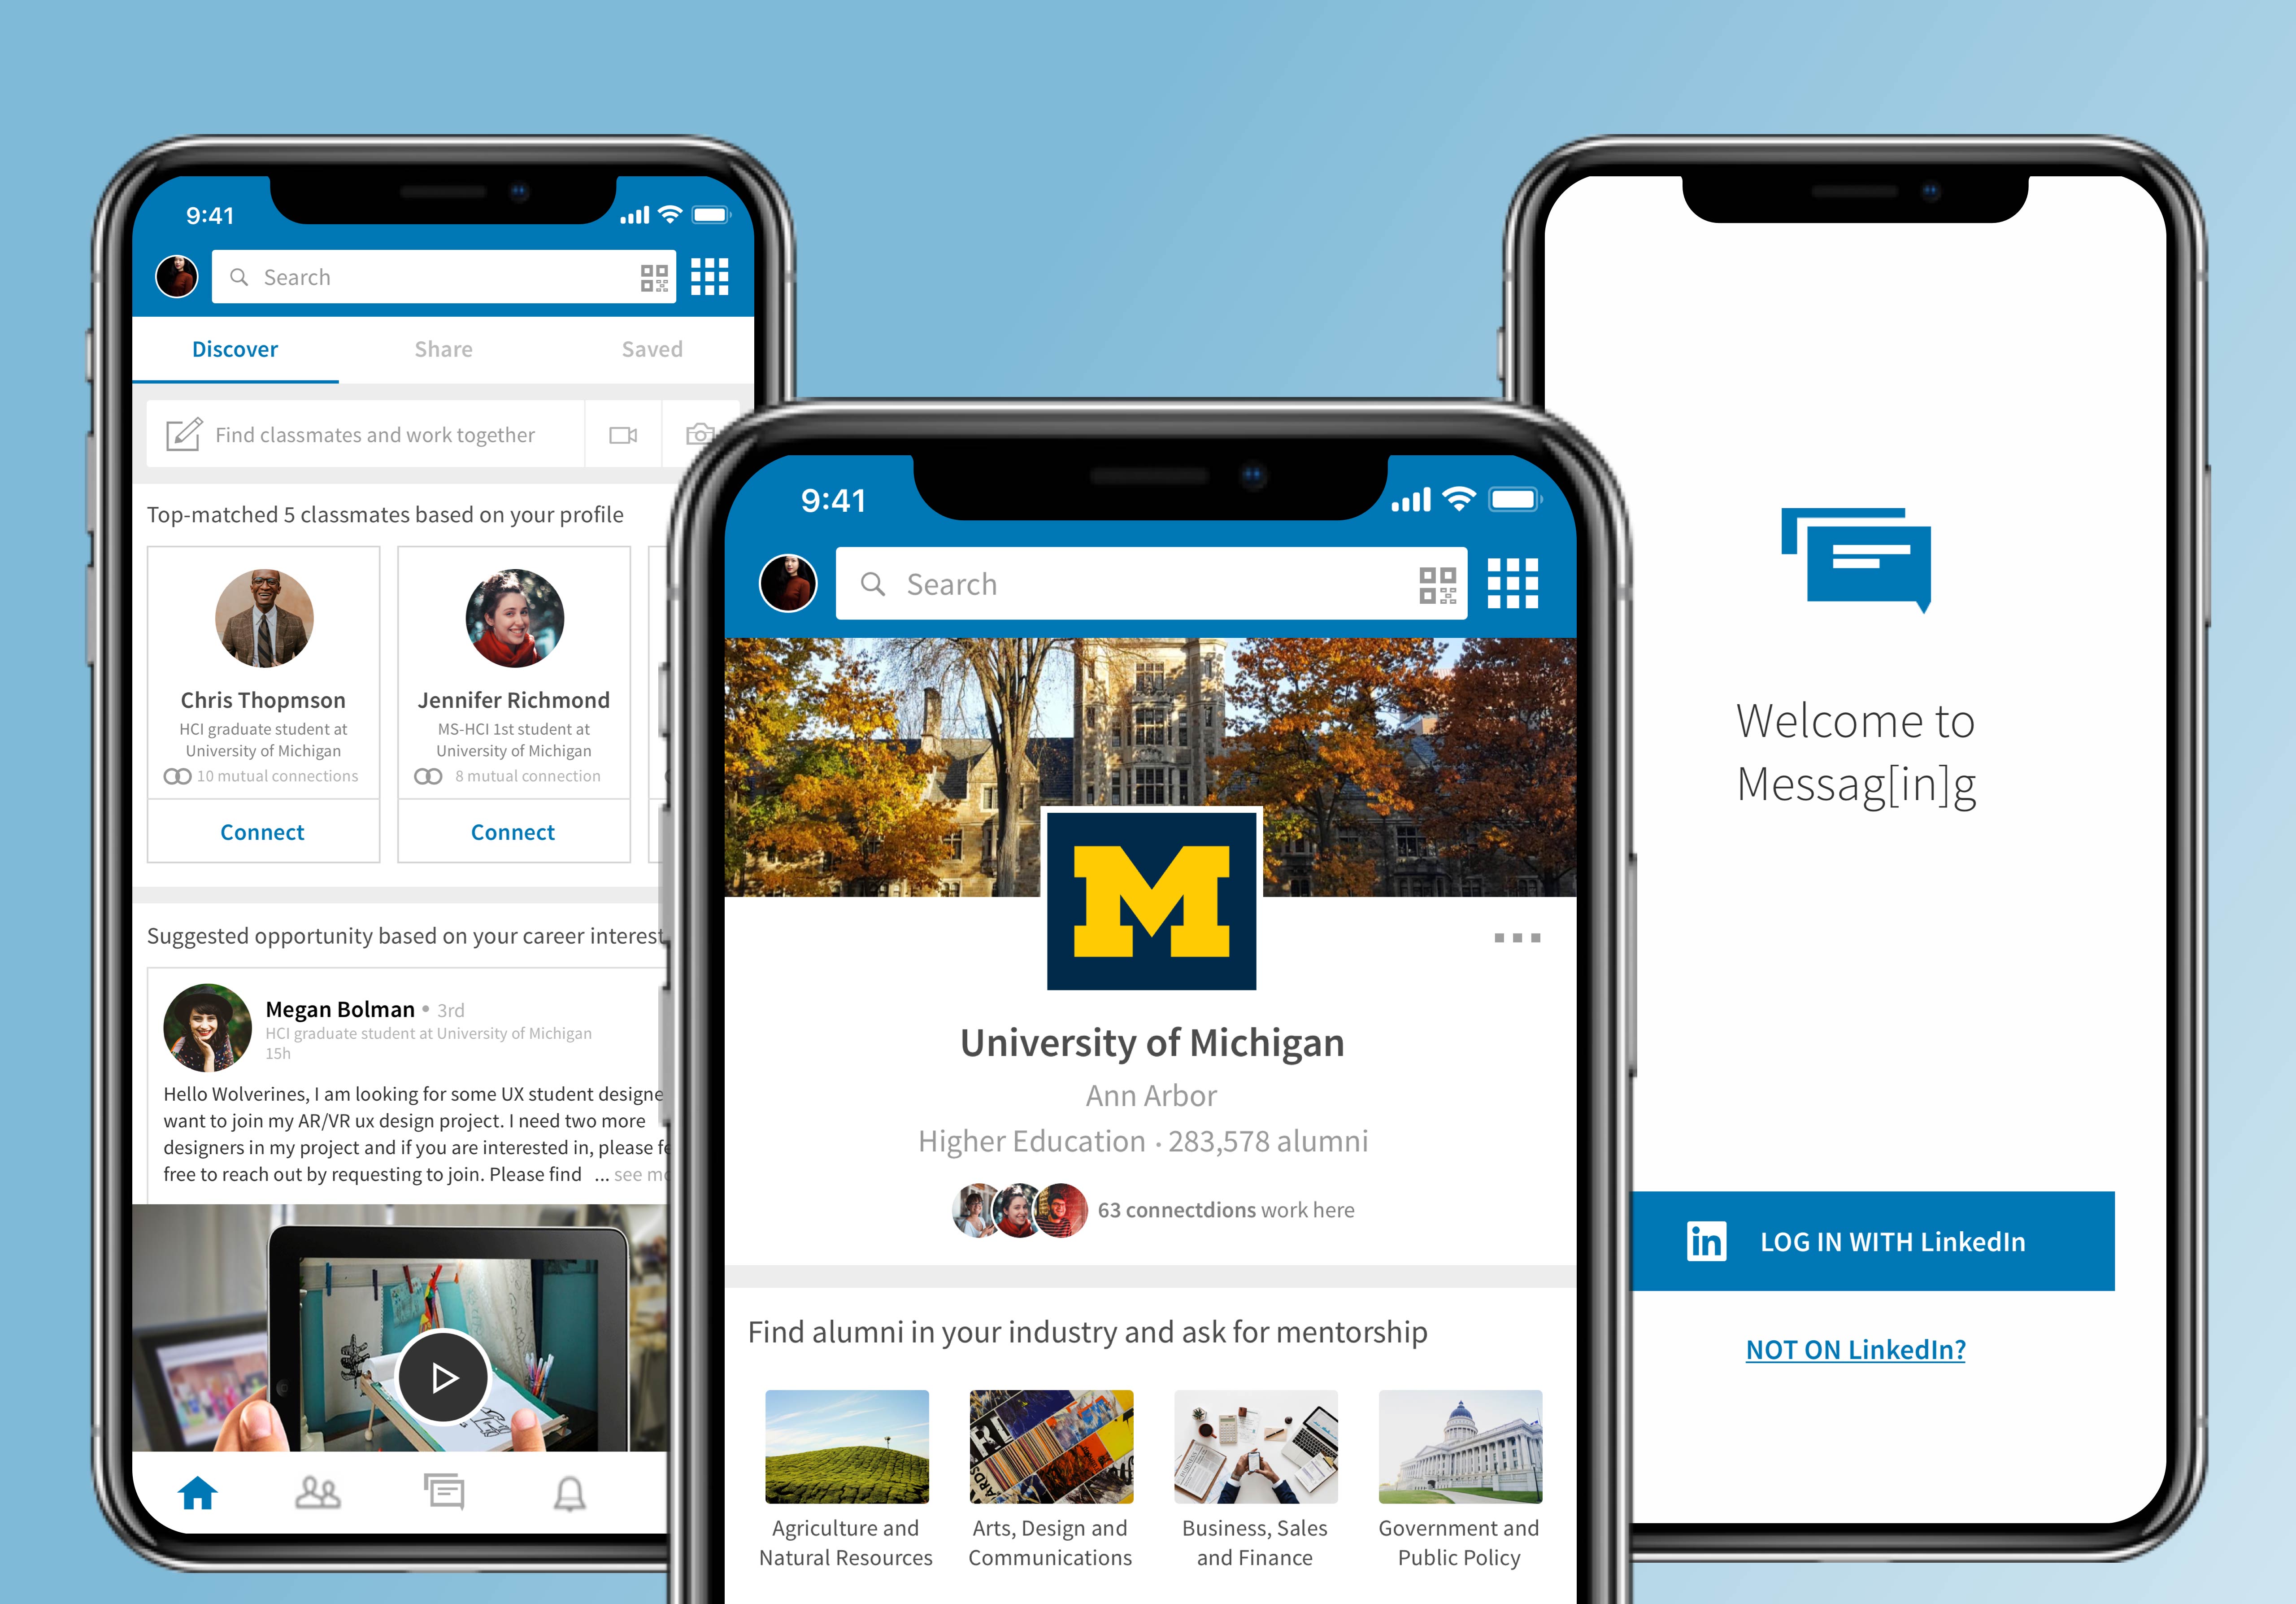 9:41
Search
Discover
Share
Saved
Find classmates and work together
Top-matched 5 classmates based on your profile
Chris Thopmson
HCI graduate student at
University of Michigan
10 mutual connections
Connect
Jennifer Richmond
MS-HCI 1st student at
University of Michigan
8 mutual connection
Connect
Suggested opportunity based on your career interest
Megan Bolman • 3rd
HCI graduate student at University of Michigan
15h
Hello Wolverines, I am looking for some UX student designe
want to join my AR/VR ux design project. I need two more
designers in my project and if you are interested in, please fe
free to reach out by requesting to join. Please find ... see mo
9:41
Search
M
University of Michigan
Ann Arbor
Higher Education · 283,578 alumni
63 connectdions work here
Find alumni in your industry and ask for mentorship
Agriculture and
Natural Resources
Arts, Design and
Communications
Business, Sales
and Finance
Government and
Public Policy
Welcome to
Messag[in]g
in LOG IN WITH LinkedIn
NOT ON LinkedIn?